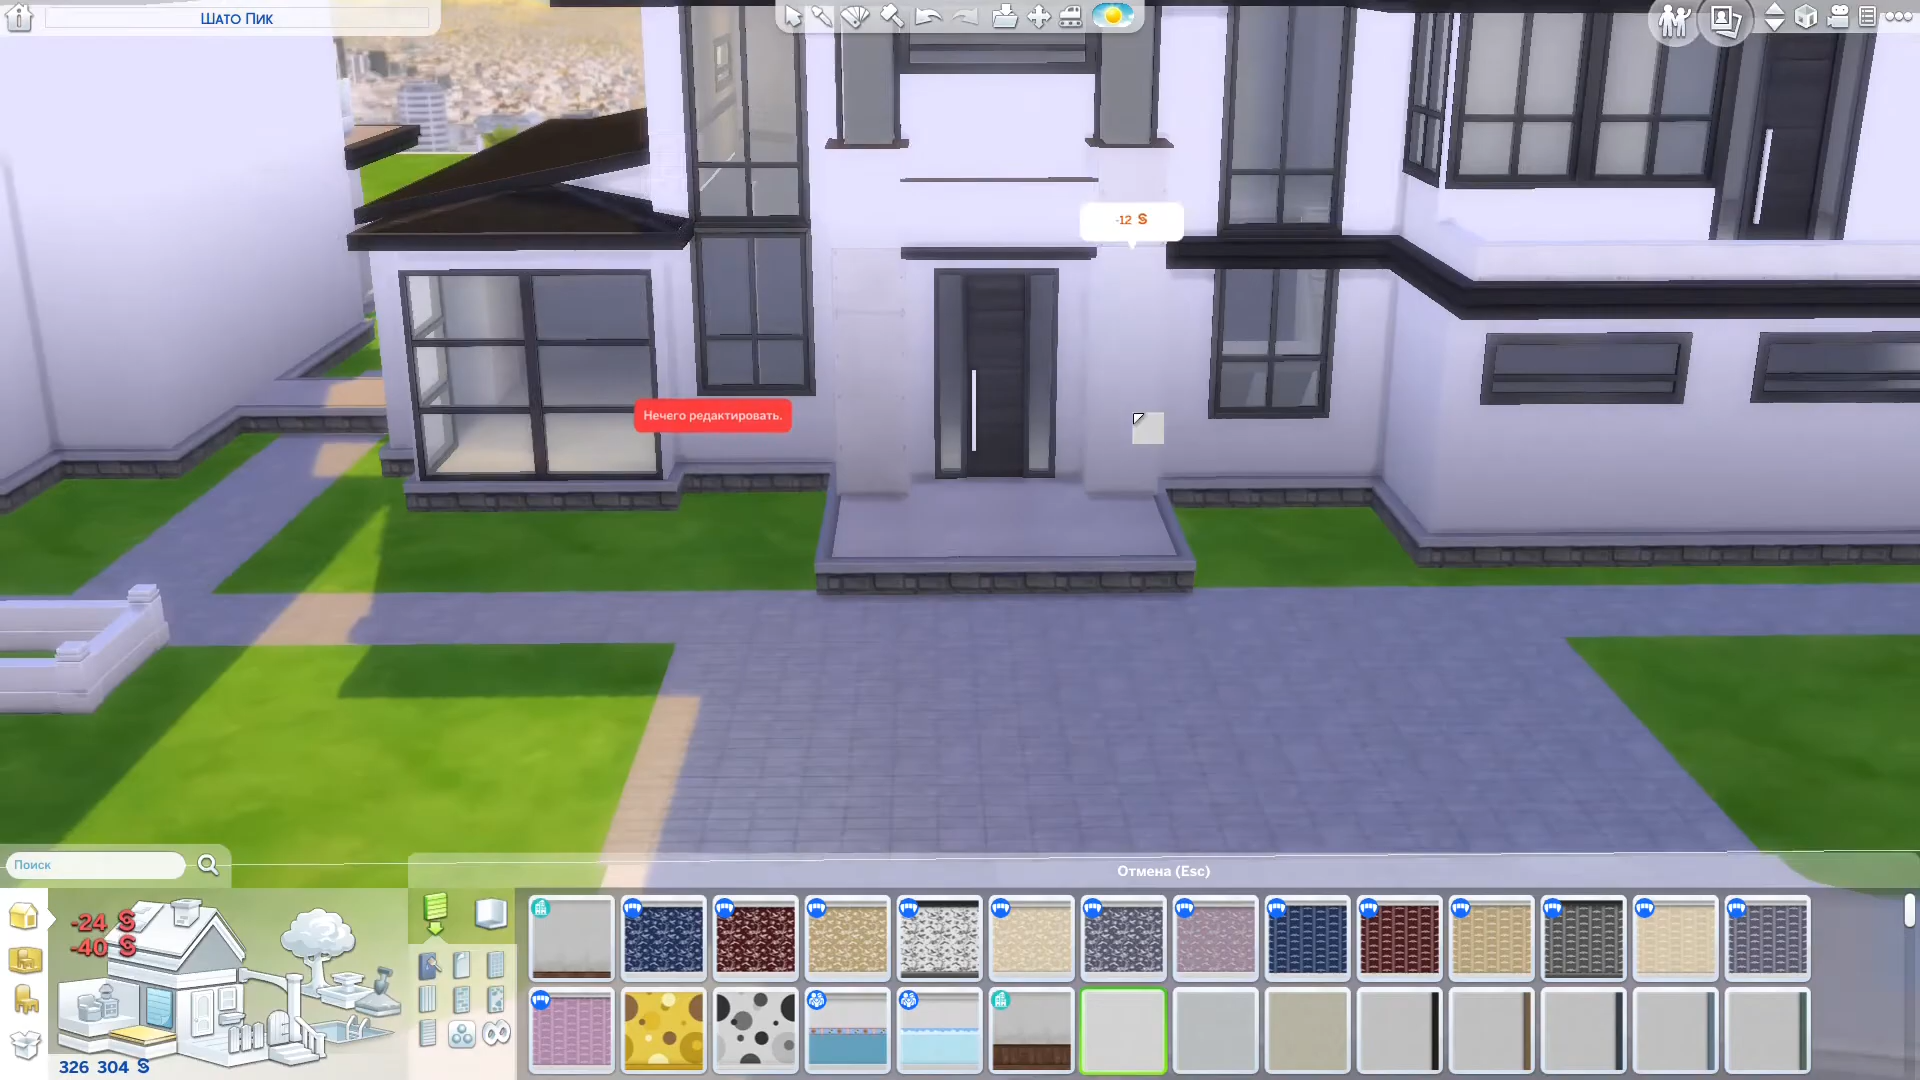 Шато Пик
-12 §
Нечего редактировать.
Поиск
Отмена (Esc)
-24 §
-40 §
326 304 §